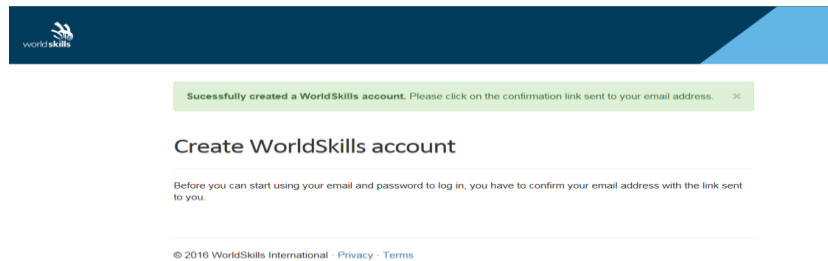 worldskills
Sucessfully created a WorldSkills account. Please click on the confirmation link sent to your email address. ×
Create WorldSkills account
Before you can start using your email and password to log in, you have to confirm your email address with the link sent
to you.
© 2016 WorldSkills International · Privacy · Terms